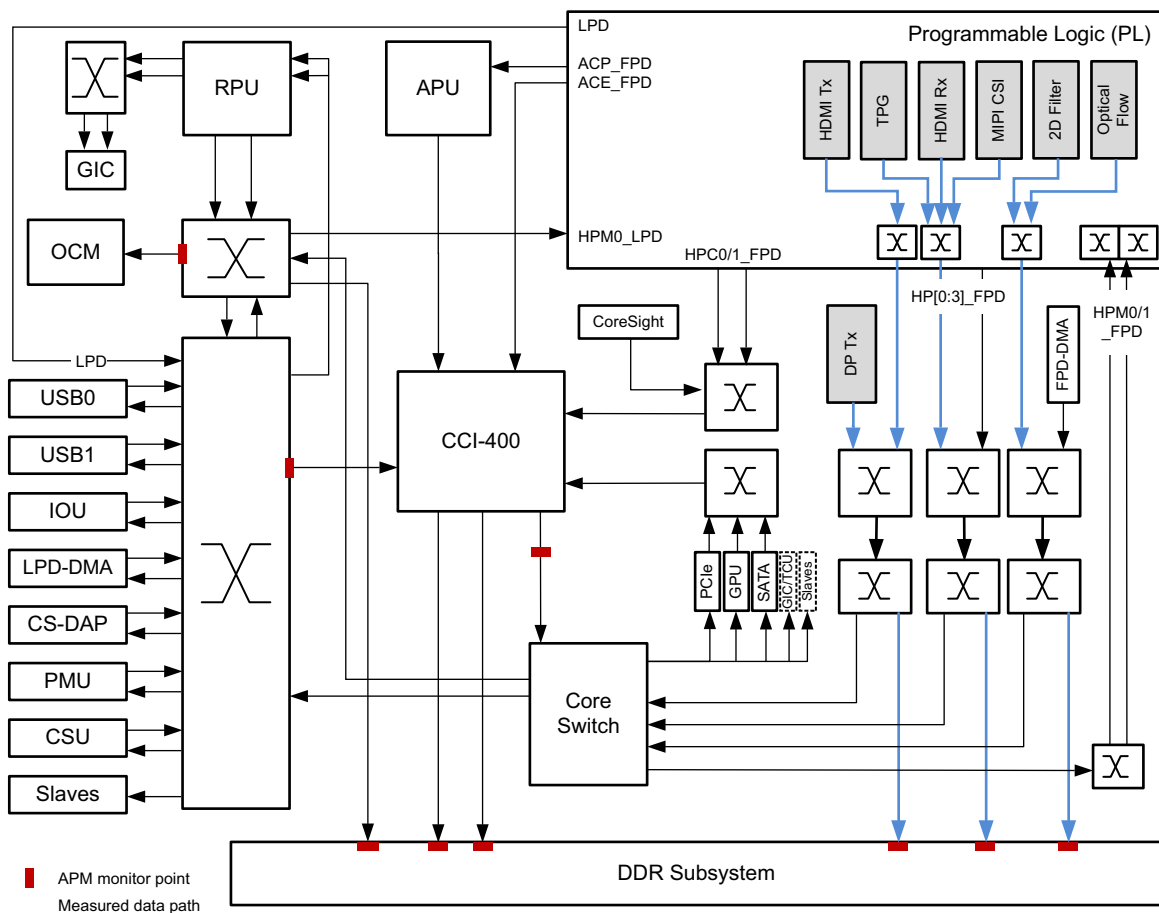 LPD
Programmable Logic (PL)
ACP_FPD
ACE_FPD
RPU
APU
HDMI Tx
TPG
HDMI Rx
MIPI CSI
2D Filter
Optical
Flow
GIC
OCM
HPM0_LPD
HPC0/1_FPD
HP[0:3]_FPD
HPM0/1
_FPD
CoreSight
DP Tx
FPD-DMA
LPD
USB0
CCI-400
USB1
IOU
LPD-DMA
PCIe
GPU
SATA
GIC/TCU
Slaves
CS-DAP
PMU
Core
Switch
CSU
Slaves
DDR Subsystem
APM monitor point
Measured data path